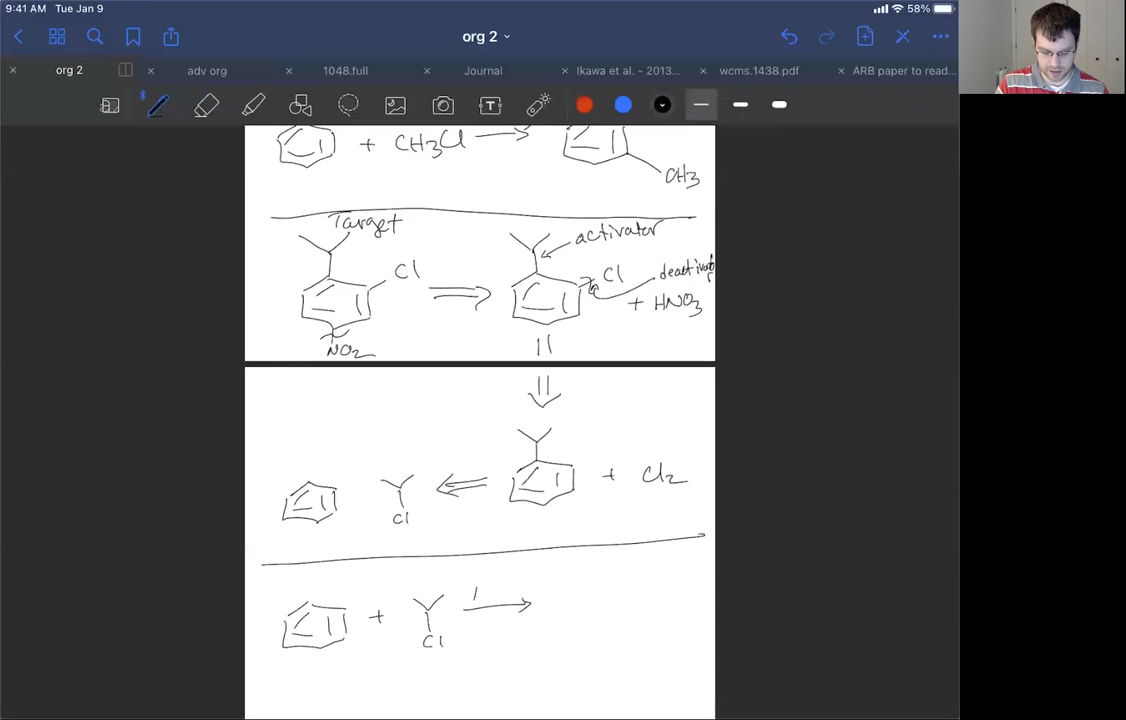 9:41 AM Tue Jan 9
58%
org 2
org 2
adv org
1048.full
Journal
Ikawa et al. - 2013...
wcms.1438.pdf
ARB paper to read...
+ CH3Cl
CH3
Target
activator
Cl
Cl
deactivat
+ HNO3
NO2
+ Cl2
Cl
+
Cl